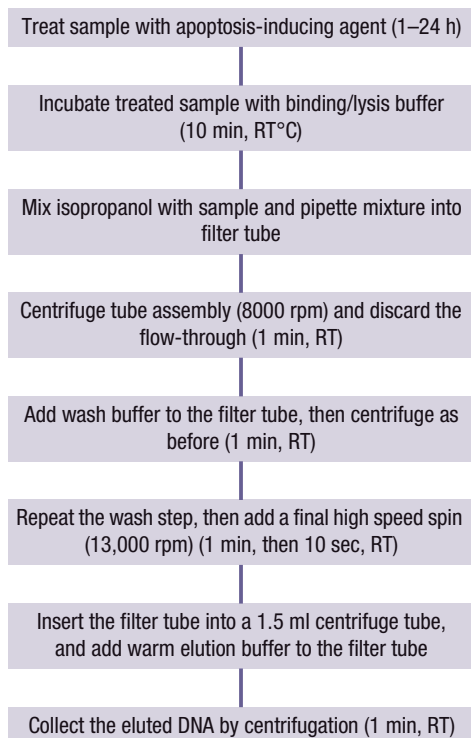 Treat sample with apoptosis-inducing agent (1–24 h)
Incubate treated sample with binding/lysis buffer
(10 min, RT°C)
Mix isopropanol with sample and pipette mixture into
filter tube
Centrifuge tube assembly (8000 rpm) and discard the
flow-through (1 min, RT)
Add wash buffer to the filter tube, then centrifuge as
before (1 min, RT)
Repeat the wash step, then add a final high speed spin
(13,000 rpm) (1 min, then 10 sec, RT)
Insert the filter tube into a 1.5 ml centrifuge tube,
and add warm elution buffer to the filter tube
Collect the eluted DNA by centrifugation (1 min, RT)